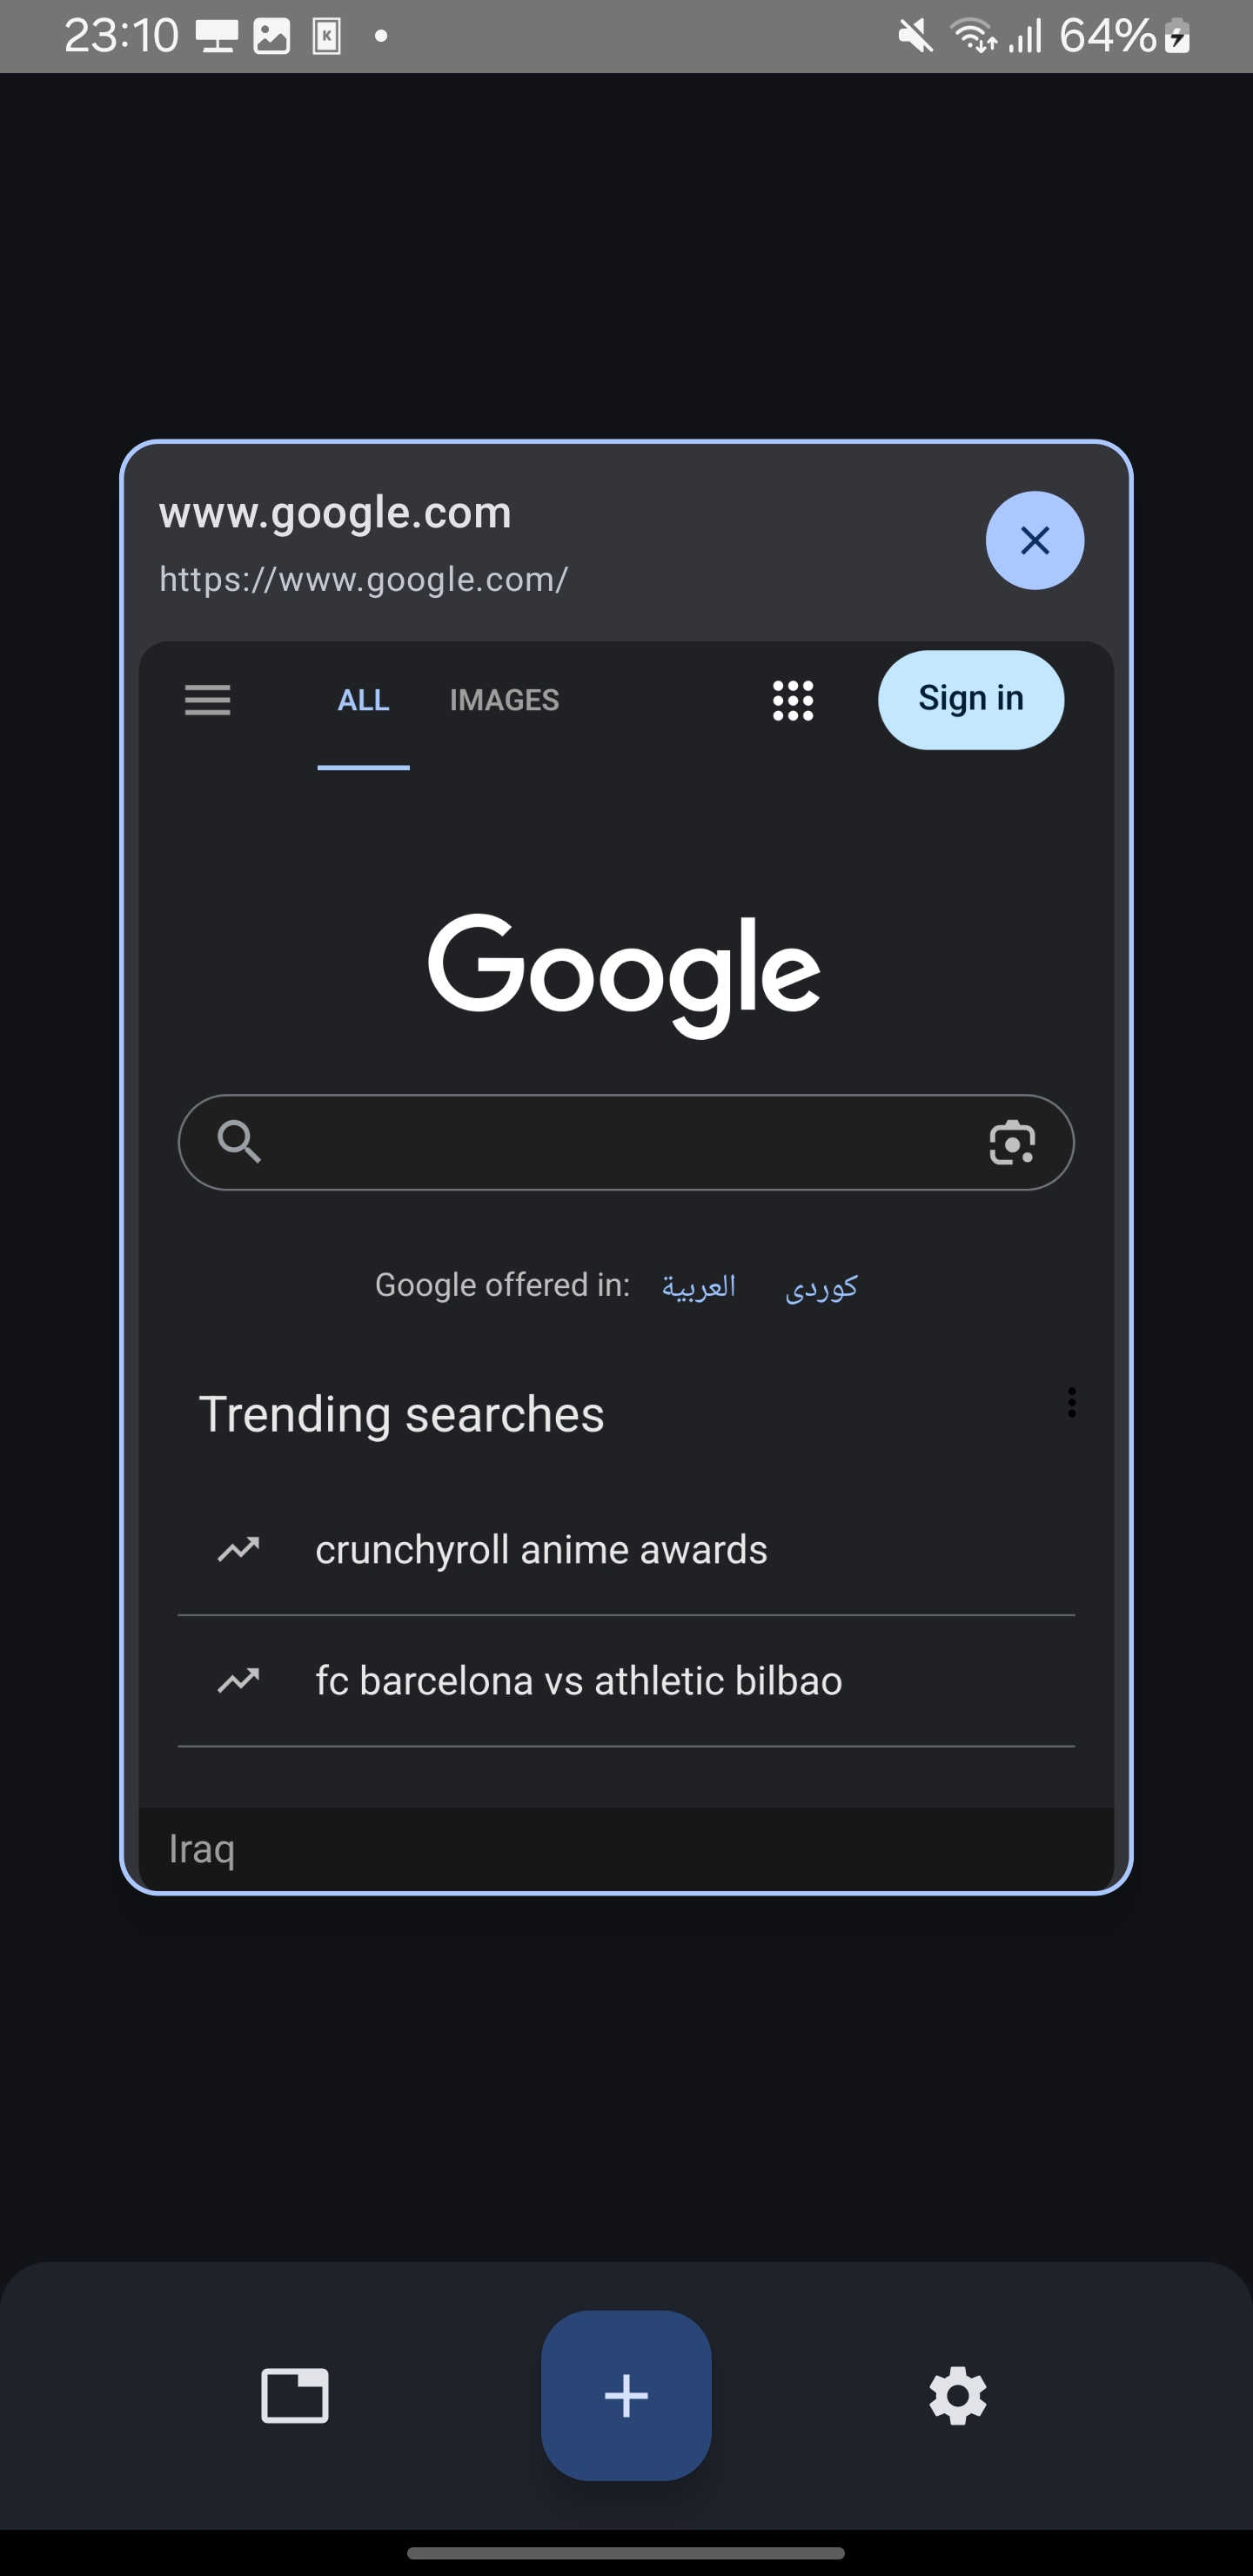 23:10 K 64%
www.google.com
https://www.google.com/
ALL IMAGES Sign in
Google
Google offered in: العربية كوردی
Trending searches
crunchyroll anime awards
fc barcelona vs athletic bilbao
Iraq